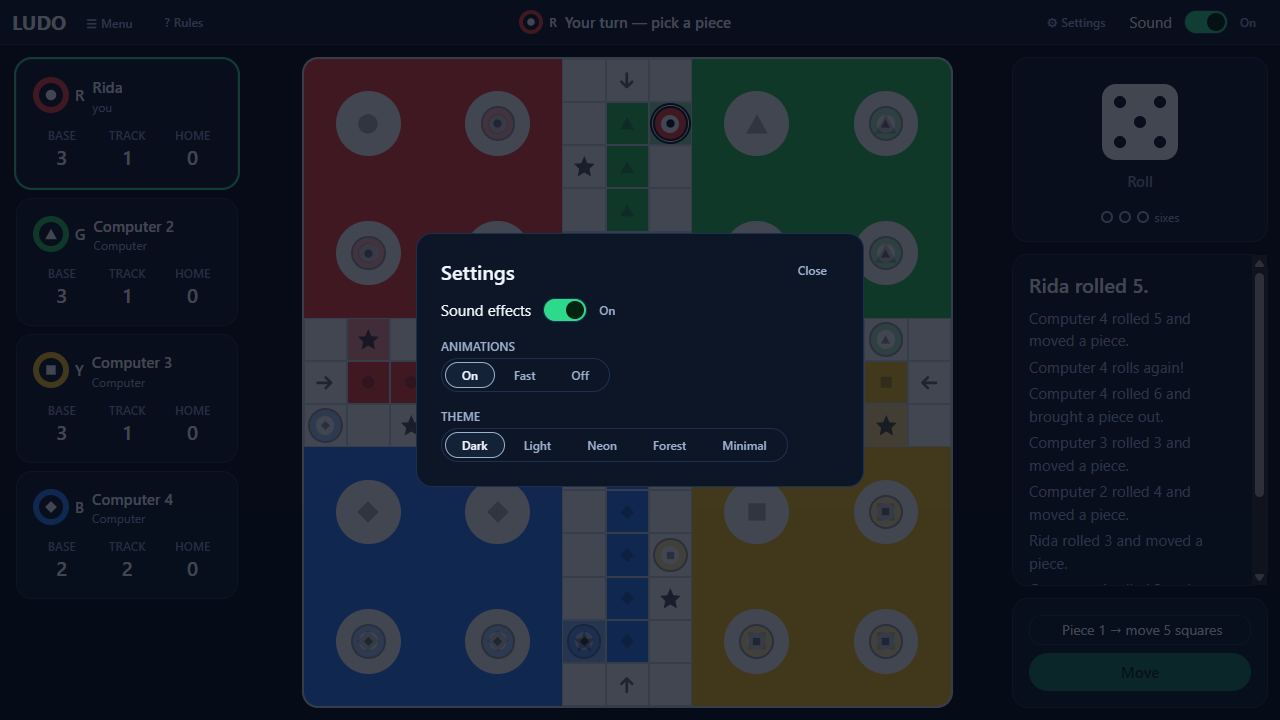 LUDO ☰ Menu ? Rules R Your turn — pick a piece ⚙ Settings Sound On
R Rida
you
BASE TRACK HOME
3 1 0
G Computer 2
Computer
BASE TRACK HOME
3 1 0
Y Computer 3
Computer
BASE TRACK HOME
3 1 0
B Computer 4
Computer
BASE TRACK HOME
2 2 0
Settings Close
Sound effects On
ANIMATIONS
On Fast Off
THEME
Dark Light Neon Forest Minimal
Roll
sixes
Rida rolled 5.
Computer 4 rolled 5 and
moved a piece.
Computer 4 rolls again!
Computer 4 rolled 6 and
brought a piece out.
Computer 3 rolled 3 and
moved a piece.
Computer 2 rolled 4 and
moved a piece.
Rida rolled 3 and moved a
piece.
Piece 1 → move 5 squares
Move